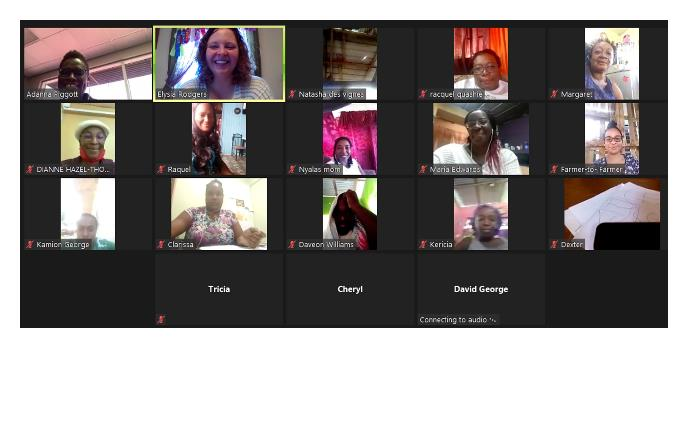 Adanna Piggott
Elysia Rodgers
Natasha des vignes
racquel quashie
Margaret
DIANNE HAZEL-THO...
Raquel
Nyalas mom
Maria Edwards
Farmer-to- Farmer
Kamion George
Clarissa
Daveon Williams
Kericia
Dexter
Tricia
Cheryl
David George
Connecting to audio